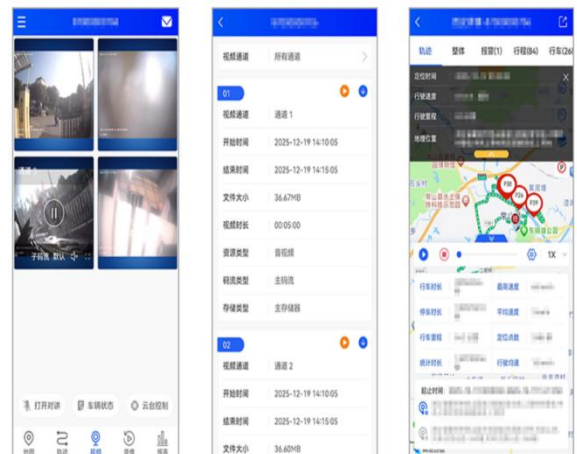 通道 3
子码流 默认
打开对讲
车辆状态
云台控制
地图
轨迹
视频
录像
报表
视频通道 所有通道
01
视频通道 通道 1
开始时间 2025-12-19 14:10:05
结束时间 2025-12-19 14:15:05
文件大小 36.67MB
视频时长 00:05:00
资源类型 音视频
码流类型 主码流
存储类型 主存储器
02
视频通道 通道 2
开始时间 2025-12-19 14:10:05
结束时间 2025-12-19 14:15:05
文件大小 36.60MB
轨迹 整体 报警(1) 行程(84) 行车(26
定位时间
行驶速度
行驶里程
地理位置
P30
P26
P29
1X
行车时长 最高速度
停车时长 平均速度
行车里程 定位点数
统计时长 行驶均速
起止时间: